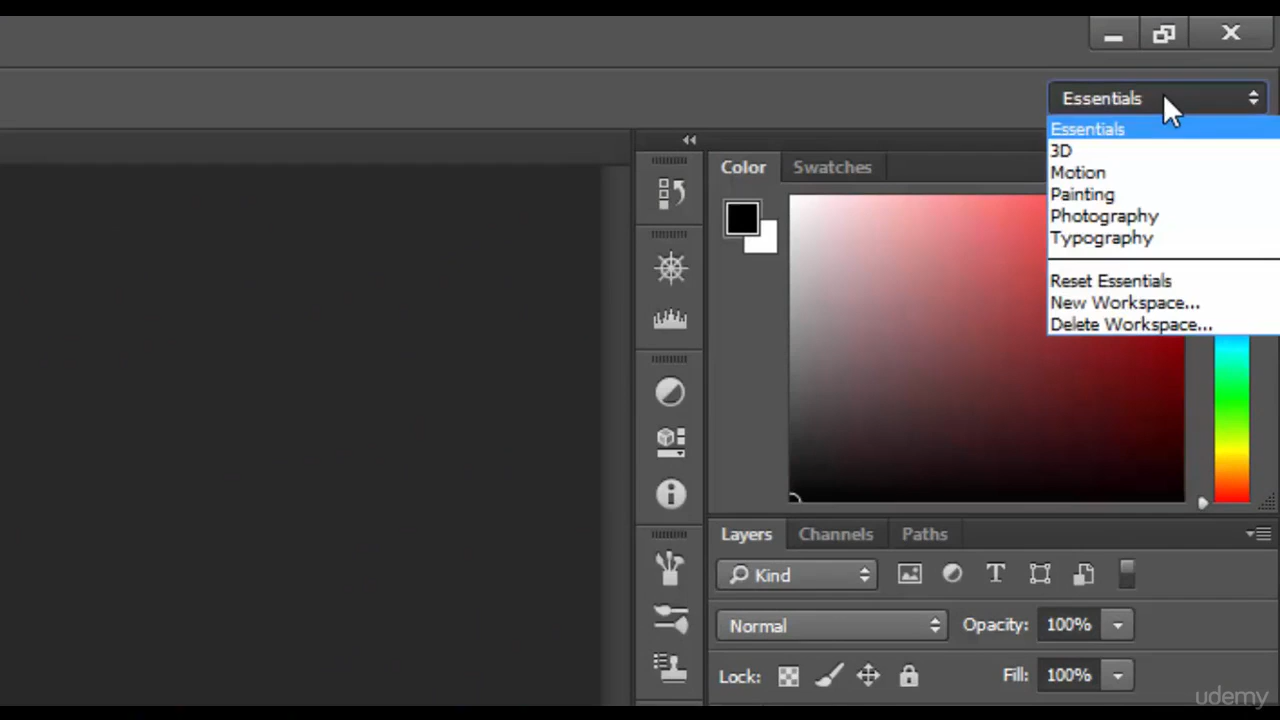 Essentials
Essentials
3D
Motion
Painting
Photography
Typography
Reset Essentials
New Workspace...
Delete Workspace...
Color
Swatches
Layers
Channels
Paths
Kind
Normal
Opacity: 100%
Lock:
Fill: 100%
udemy